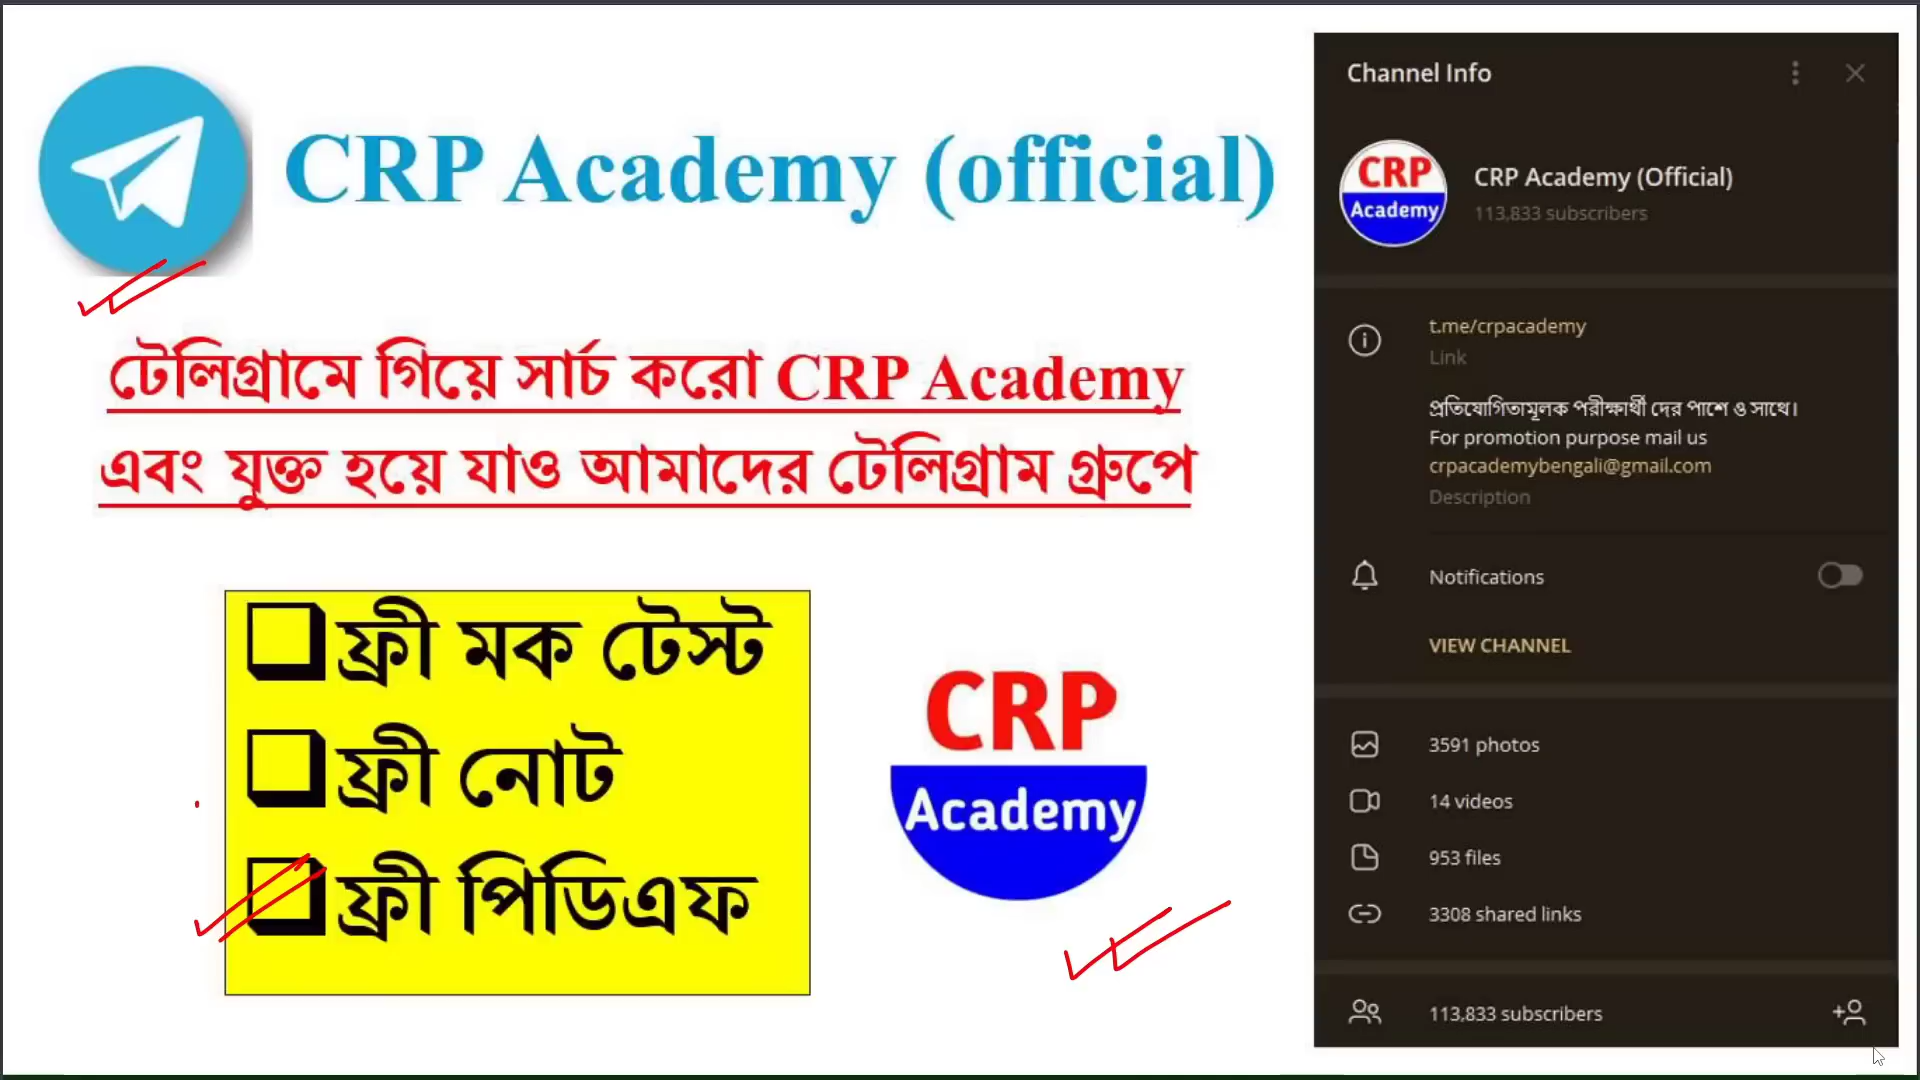 CRP Academy (official)
টেলিগ্রামে গিয়ে সার্চ করো CRP Academy
এবং যুক্ত হয়ে যাও আমাদের টেলিগ্রাম গ্রুপে
ফ্রী মক টেস্ট
ফ্রী নোট
ফ্রী পিডিএফ
CRP
Academy
Channel Info
CRP
Academy
CRP Academy (Official)
113,833 subscribers
t.me/crpacademy
Link
প্রতিযোগিতামূলক পরীক্ষার্থী দের পাশে ও সাথে।
For promotion purpose mail us
crpacademybengali@gmail.com
Description
Notifications
VIEW CHANNEL
3591 photos
14 videos
953 files
3308 shared links
113,833 subscribers